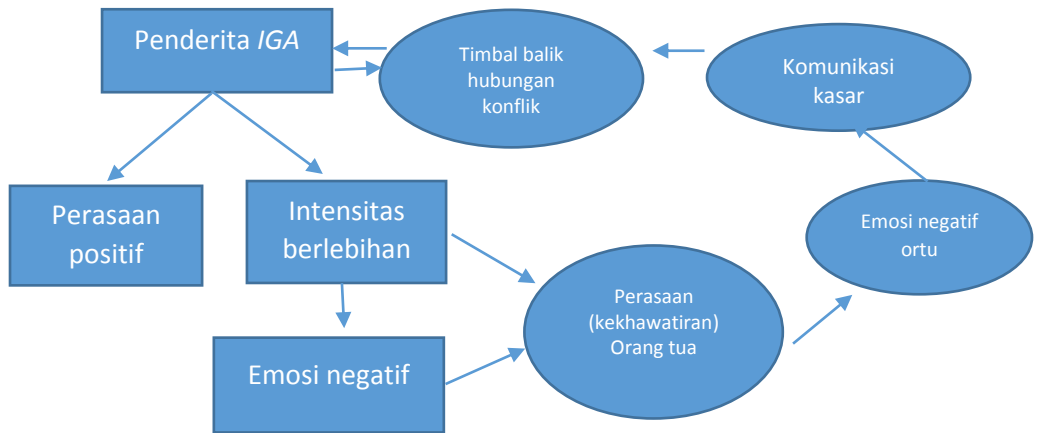 Penderita IGA
Timbal balik
hubungan
konflik
Komunikasi
kasar
Perasaan
positif
Intensitas
berlebihan
Emosi negatif
ortu
Perasaan
(kekhawatiran)
Orang tua
Emosi negatif